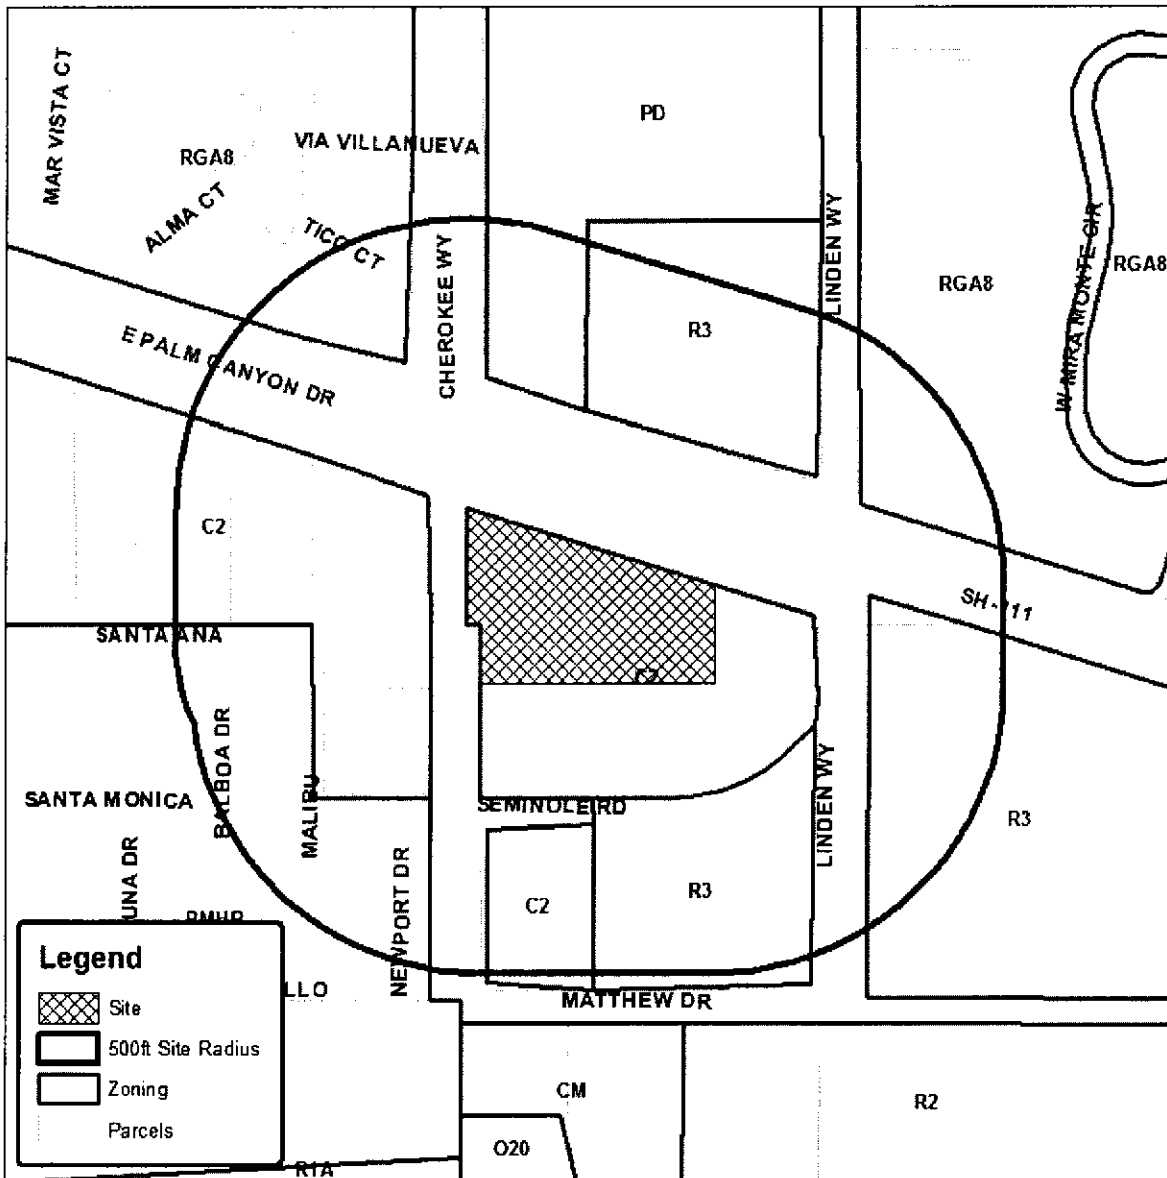 MAR VISTA CT
RGA8
VIA VILLANUEVA
PD
ALMA CT
TICO CT
CHEROKEE WY
LINDEN WY
RGA8
W MIRA MONTE CIR
RGA8
E PALM CANYON DR
R3
C2
SH-111
SANTA ANA
C2
BALBOA DR
SANTA MONICA
MALIBU
SEMINOLE RD
LINDEN WY
R3
UNA DR
NEWPORT DR
C2
R3
RMHP
LLO
MATTHEW DR
CM
R2
O20
R1A
Legend
Site
500ft Site Radius
Zoning
Parcels